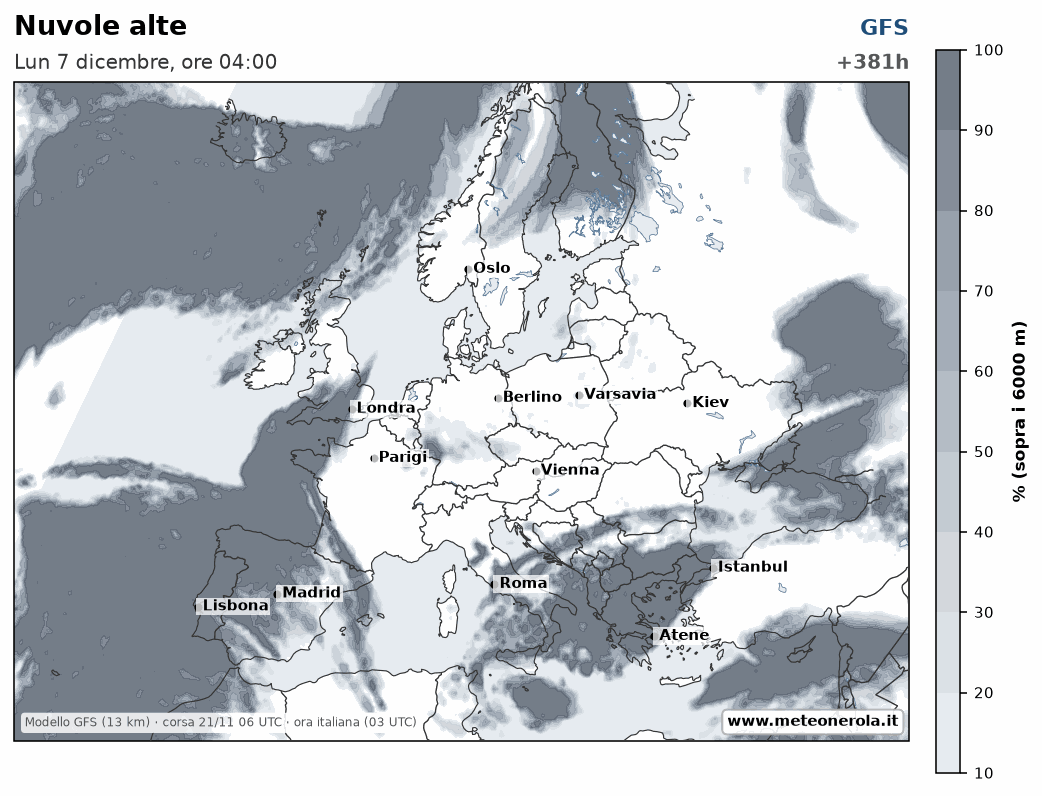 Nuvole alte
GFS
Lun 7 dicembre, ore 04:00
+381h
100
90
80
70
60
50
40
30
20
10
% (sopra i 6000 m)
Oslo
Londra
Berlino
Varsavia
Kiev
Parigi
Vienna
Istanbul
Roma
Madrid
Lisbona
Atene
Modello GFS (13 km) · corsa 21/11 06 UTC · ora italiana (03 UTC)
www.meteonerola.it